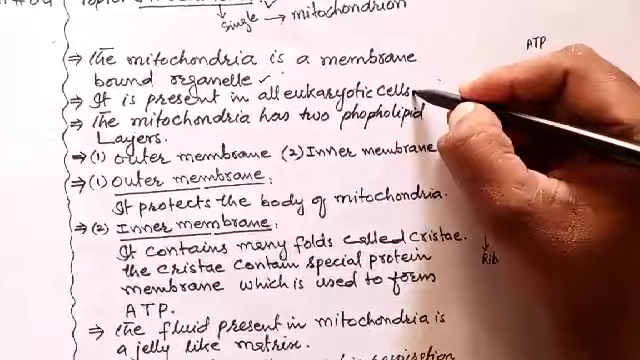 single → mitochondrion
ATP
⇒ The mitochondria is a membrane
bound organelle ✓
⇒ It is present in all eukaryotic cells.
⇒ The mitochondria has two phopholipid
Layers.
⇒ (1) Outer membrane (2) Inner membrane
⇒ (1) Outer membrane:
It protects the body of mitochondria.
⇒ (2) Inner membrane:
It contains many folds called cristae.
the cristae contain special protein
membrane which is used to form
ATP.
Rib
⇒ the fluid present in mitochondria is
a jelly like matrix.